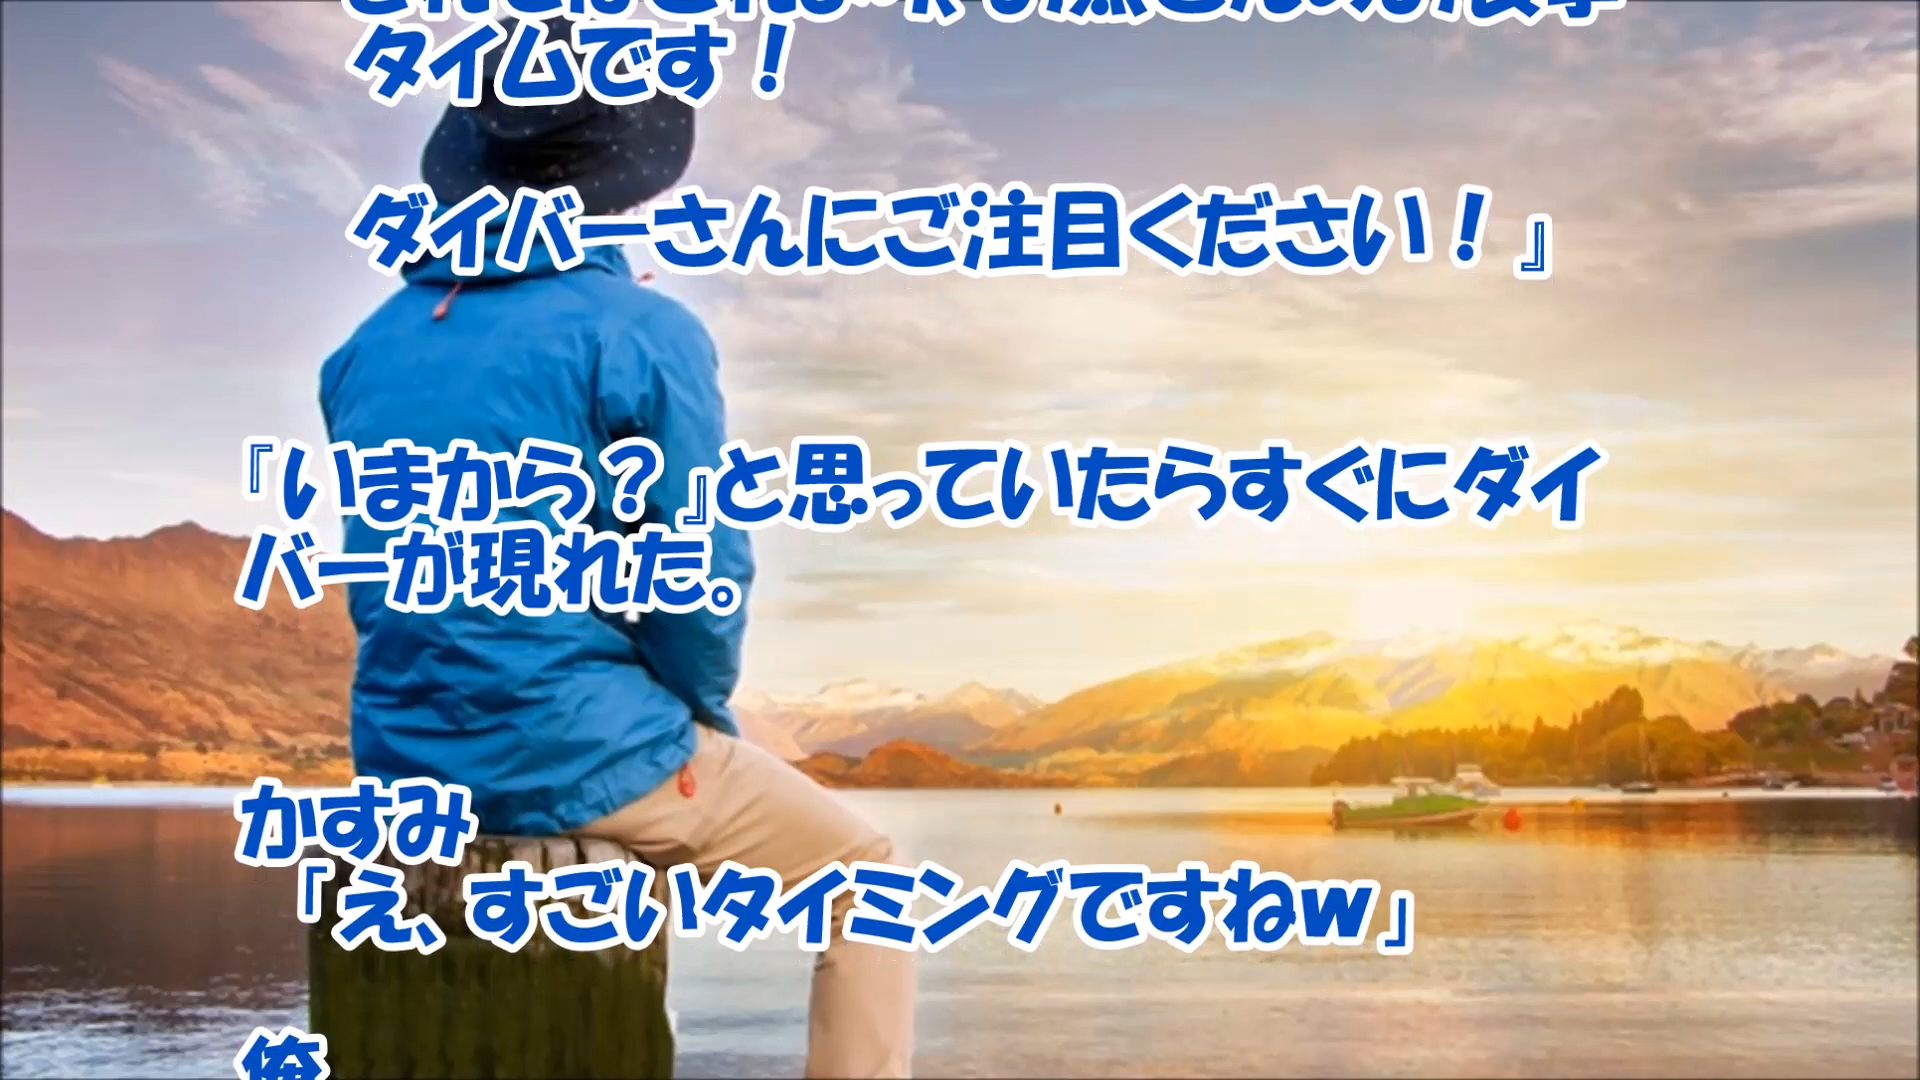 タイムです！
ダイバーさんにご注目ください！』
『いまから？』と思っていたらすぐにダイ
バーが現れた。
かすみ
「え、すごいタイミングですねｗ」
俺